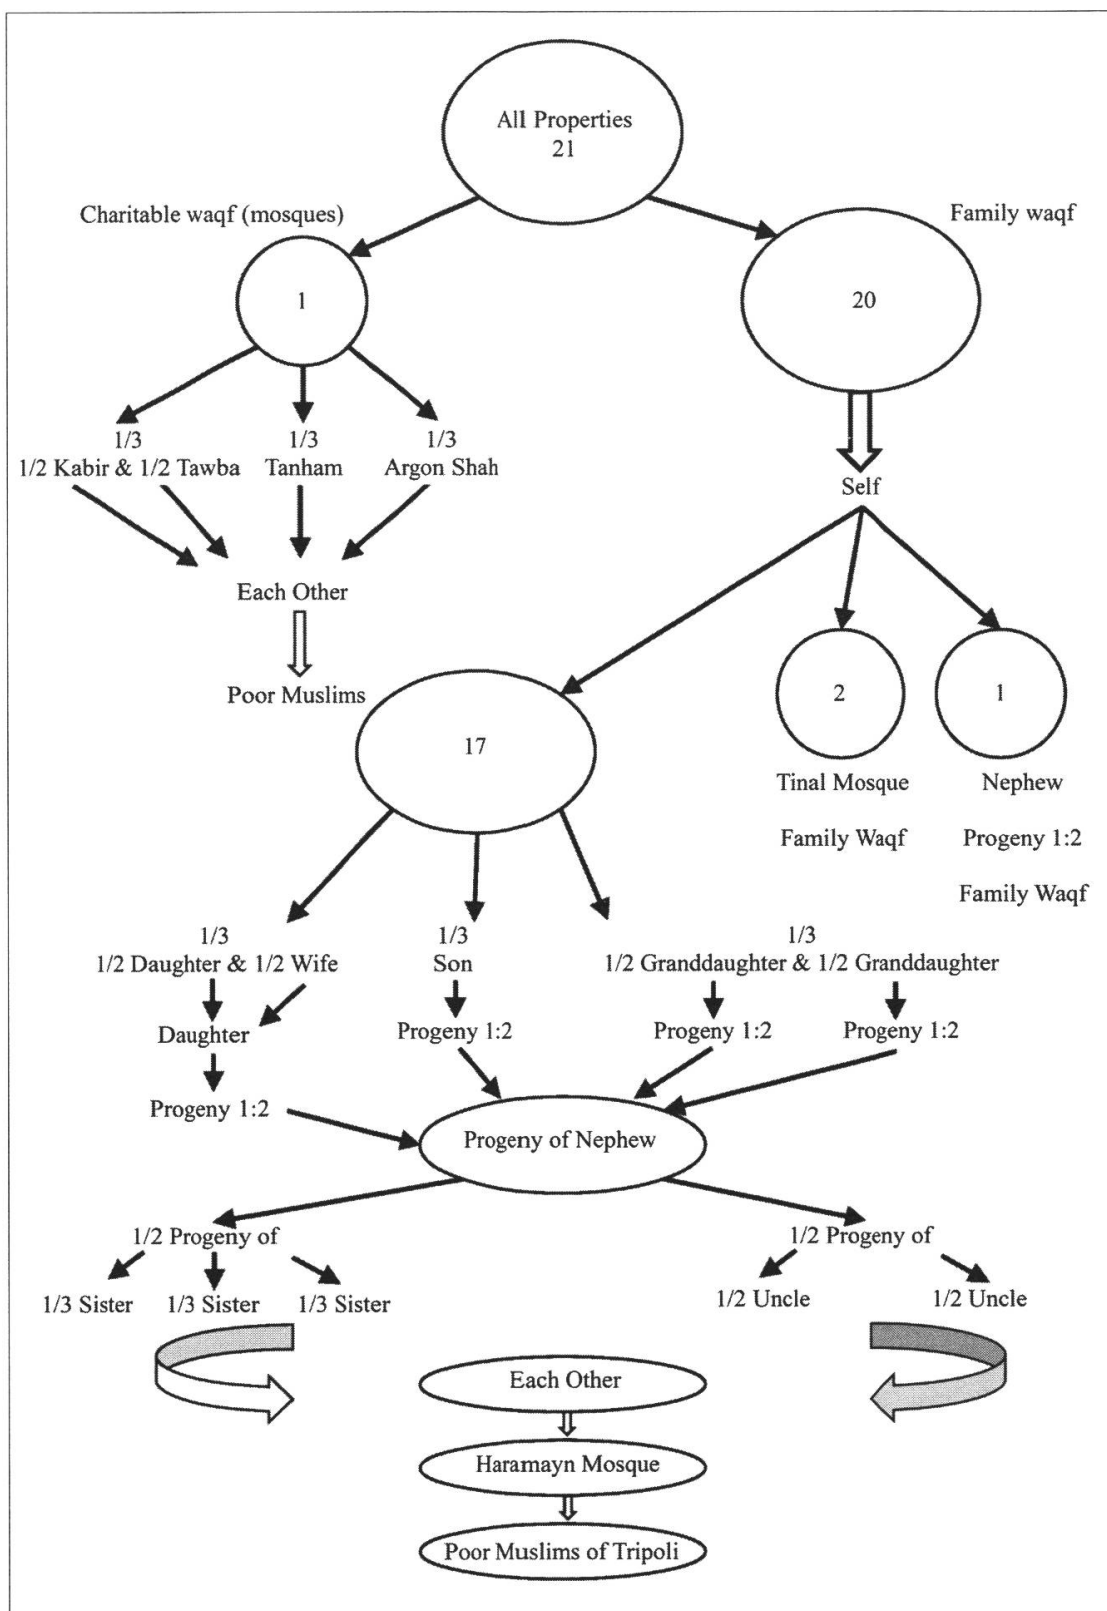 All Properties
21
Charitable waqf (mosques)
Family waqf
1
20
1/3
1/2 Kabir & 1/2 Tawba
1/3
Tanham
1/3
Argon Shah
Self
Each Other
Poor Muslims
17
2
1
Tinal Mosque
Family Waqf
Nephew
Progeny 1:2
Family Waqf
1/3
1/2 Daughter & 1/2 Wife
1/3
Son
1/3
1/2 Granddaughter & 1/2 Granddaughter
Daughter
Progeny 1:2
Progeny 1:2
Progeny 1:2
Progeny 1:2
Progeny of Nephew
1/2 Progeny of
1/2 Progeny of
1/3 Sister
1/3 Sister
1/3 Sister
1/2 Uncle
1/2 Uncle
Each Other
Haramayn Mosque
Poor Muslims of Tripoli